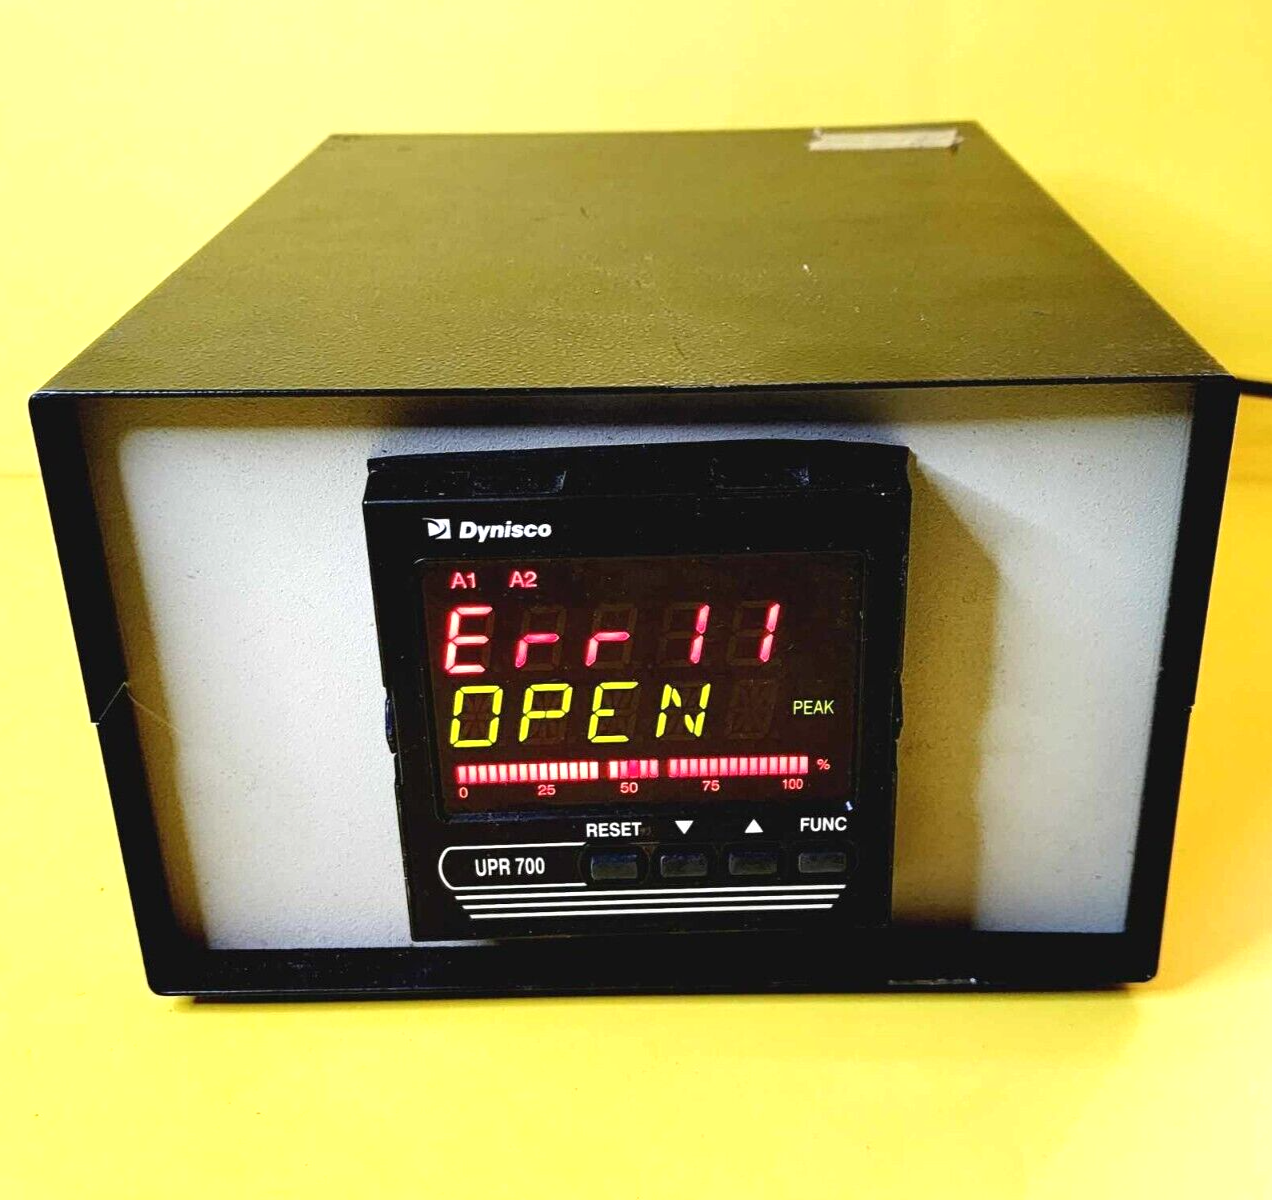 Dynisco
A1 A2
Err 11
OPEN PEAK
%
0 25 50 75 100
RESET ▼ ▲ FUNC
UPR 700